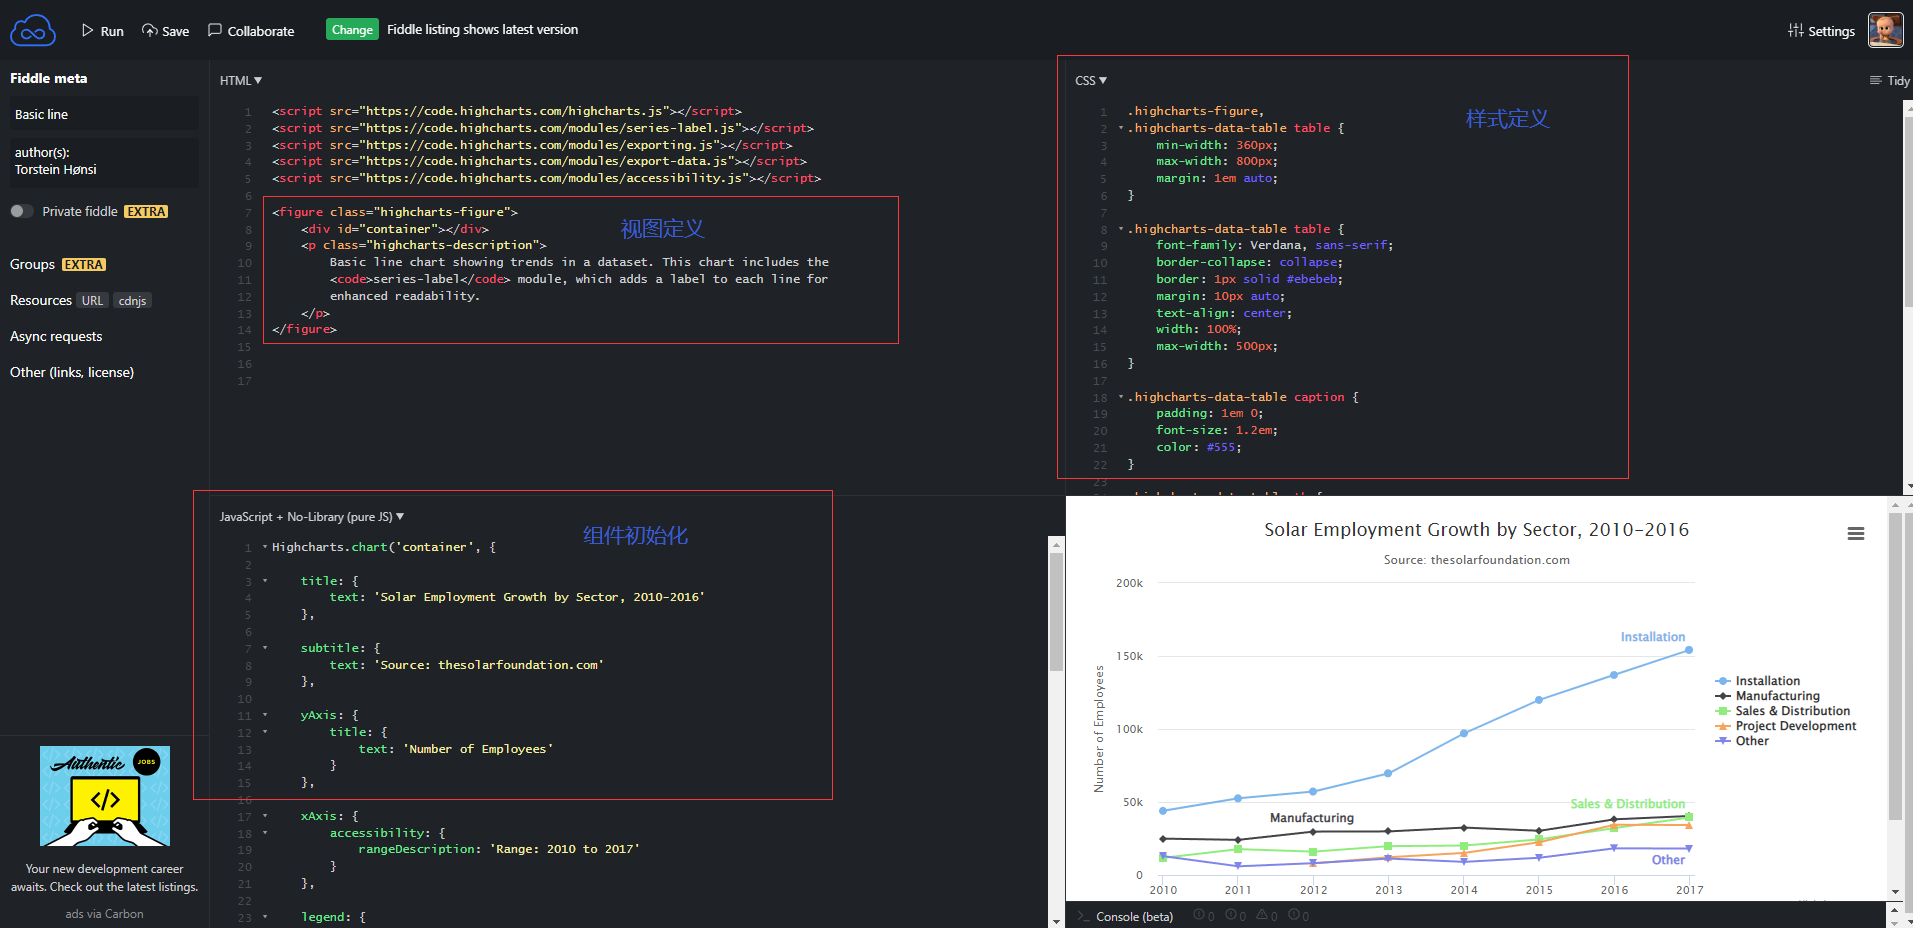 Run Save Collaborate Change Fiddle listing shows latest version Settings
Fiddle meta
Basic line
author(s):
Torstein Hønsi
Private fiddle EXTRA
Groups EXTRA
Resources URL cdnjs
Async requests
Other (links, license)
JOBS
Authentic
</>
Your new development career
awaits. Check out the latest listings.
ads via Carbon
HTML▼
1 <script src="https://code.highcharts.com/highcharts.js"></script>
2 <script src="https://code.highcharts.com/modules/series-label.js"></script>
3 <script src="https://code.highcharts.com/modules/exporting.js"></script>
4 <script src="https://code.highcharts.com/modules/export-data.js"></script>
5 <script src="https://code.highcharts.com/modules/accessibility.js"></script>
6
7 <figure class="highcharts-figure">
视图定义
8     <div id="container"></div>
9     <p class="highcharts-description">
10         Basic line chart showing trends in a dataset. This chart includes the
11         <code>series-label</code> module, which adds a label to each line for
12         enhanced readability.
13     </p>
14 </figure>
15
16
17
CSS▼ Tidy
样式定义
1 .highcharts-figure,
2 .highcharts-data-table table {
3     min-width: 360px;
4     max-width: 800px;
5     margin: 1em auto;
6 }
7
8 .highcharts-data-table table {
9     font-family: Verdana, sans-serif;
10     border-collapse: collapse;
11     border: 1px solid #ebebeb;
12     margin: 10px auto;
13     text-align: center;
14     width: 100%;
15     max-width: 500px;
16 }
17
18 .highcharts-data-table caption {
19     padding: 1em 0;
20     font-size: 1.2em;
21     color: #555;
22 }
23
JavaScript + No-Library (pure JS)▼
组件初始化
1 Highcharts.chart('container', {
2
3     title: {
4         text: 'Solar Employment Growth by Sector, 2010-2016'
5     },
6
7     subtitle: {
8         text: 'Source: thesolarfoundation.com'
9     },
10
11     yAxis: {
12         title: {
13             text: 'Number of Employees'
14         }
15     },
16
17     xAxis: {
18         accessibility: {
19             rangeDescription: 'Range: 2010 to 2017'
20         }
21     },
22
23     legend: {
Solar Employment Growth by Sector, 2010-2016
Source: thesolarfoundation.com
Number of Employees
200k
150k
100k
50k
0
Installation
Manufacturing
Sales & Distribution
Other
2010 2011 2012 2013 2014 2015 2016 2017
Installation
Manufacturing
Sales & Distribution
Project Development
Other
>_ Console (beta) 0 0 0 0